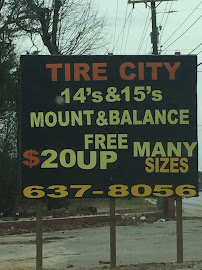 TIRE CITY
14's & 15's
MOUNT & BALANCE
FREE
$20UP MANY
SIZES
637-8056